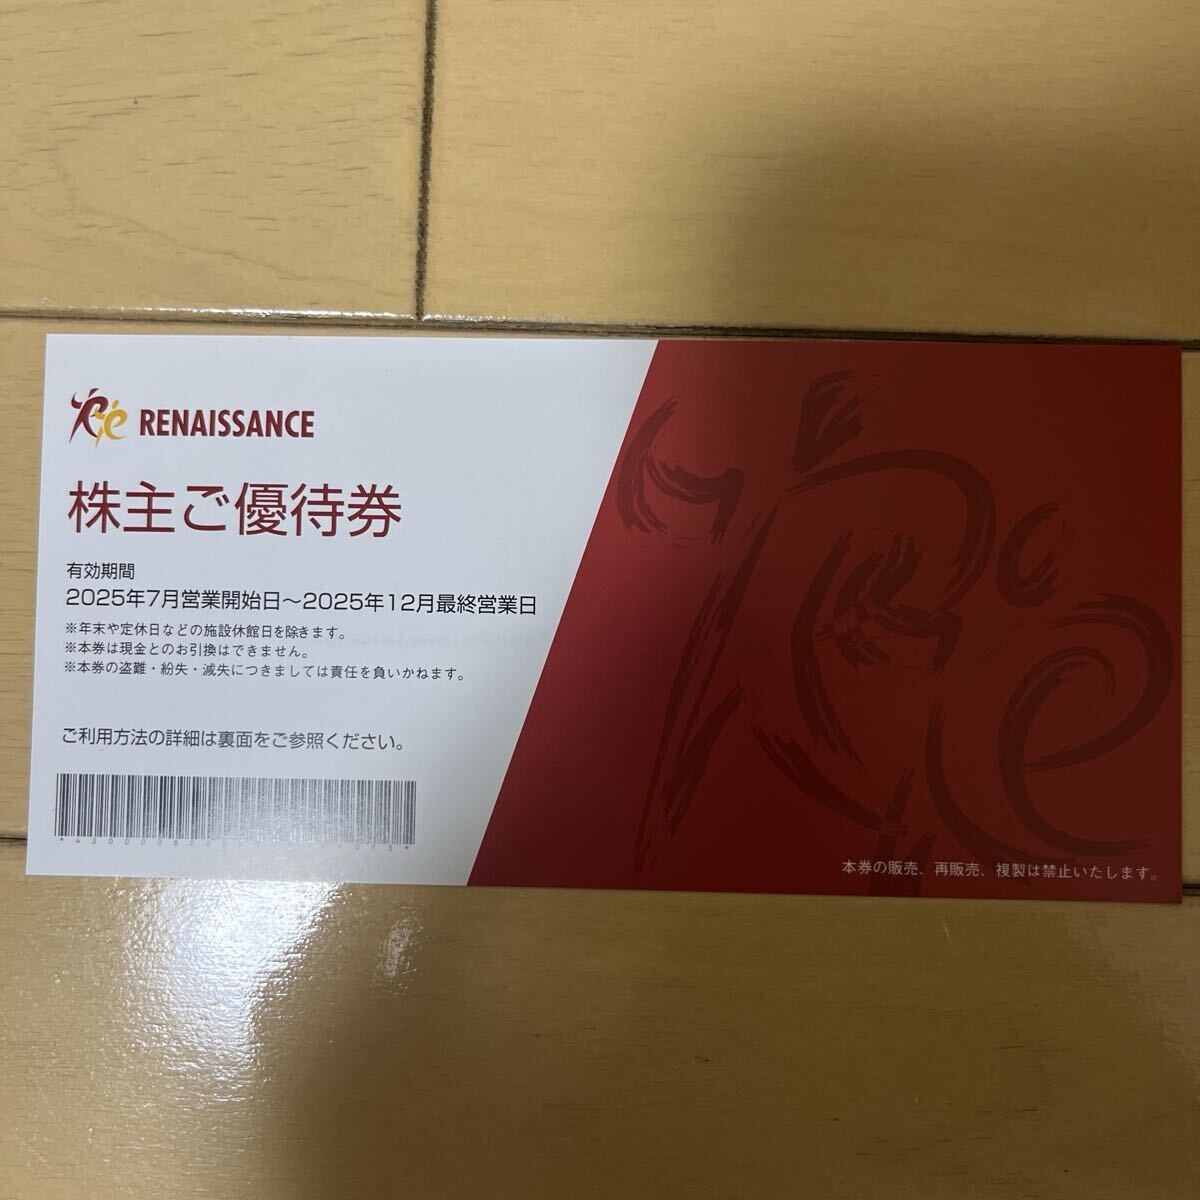 RENAISSANCE
株主ご優待券
有効期間
2025年7月営業開始日～2025年12月最終営業日
※年末や定休日などの施設休館日を除きます。
※本券は現金とのお引換はできません。
※本券の盗難・紛失・滅失につきましては責任を負いかねます。
ご利用方法の詳細は裏面をご参照ください。
本券の販売、再販売、複製は禁止いたします。